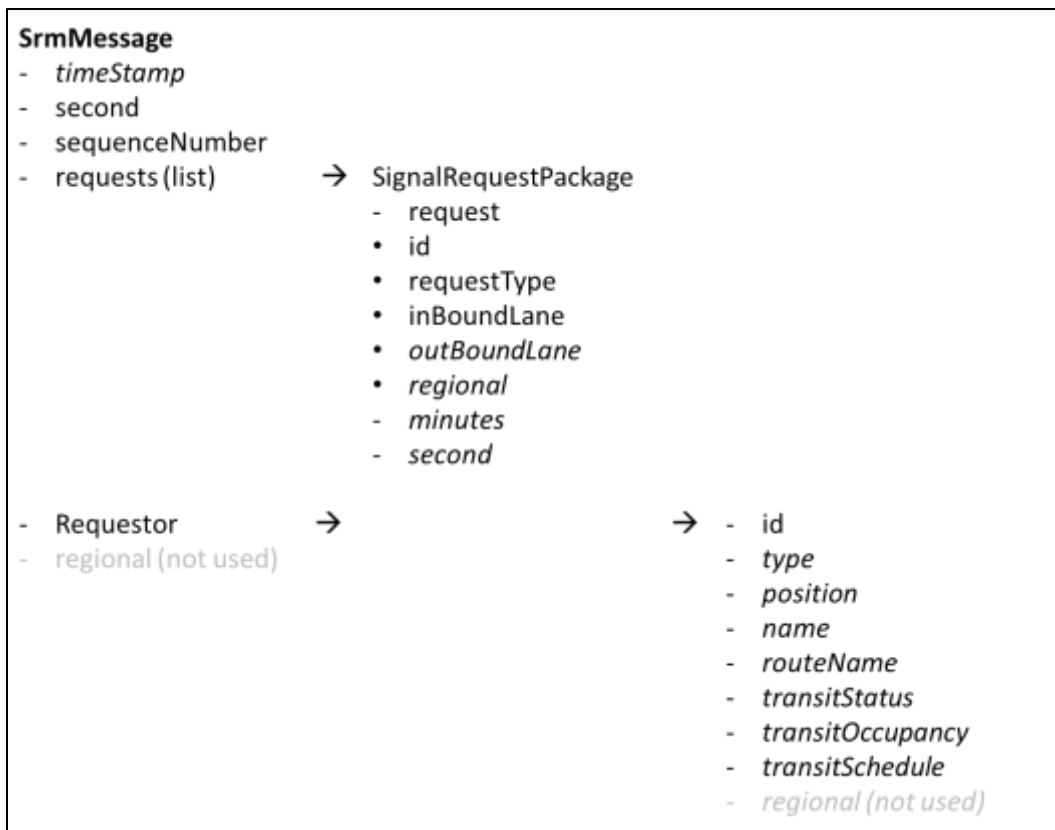 SrmMessage
- timeStamp
- second
- sequenceNumber
- requests (list) → SignalRequestPackage
- request
• id
• requestType
• inBoundLane
• outBoundLane
• regional
- minutes
- second
- Requestor → → - id
- regional (not used) - type
- position
- name
- routeName
- transitStatus
- transitOccupancy
- transitSchedule
- regional (not used)